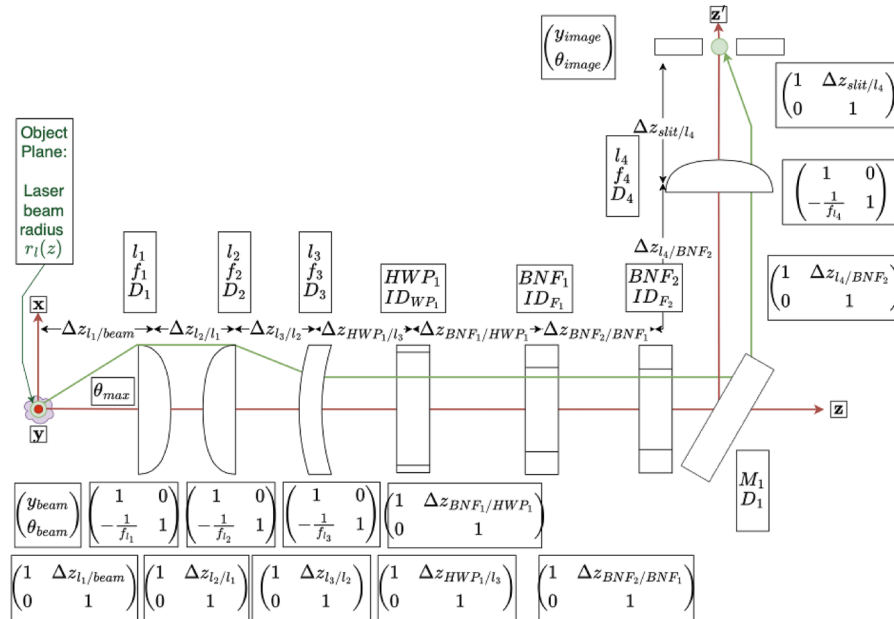 z′
(y_image
θ_image)
(1 Δz_slit/l₄
0 1)
Δz_slit/l₄
l₄
f₄
D₄
Object
Plane:
Laser
beam
radius
r_l(z)
(1 0
−1/f_l₄ 1)
Δz_l₄/BNF₂
l₁
f₁
D₁
l₂
f₂
D₂
l₃
f₃
D₃
HWP₁
ID_WP₁
BNF₁
ID_F₁
BNF₂
ID_F₂
(1 Δz_l₄/BNF₂
0 1)
x
Δz_l₁/beam Δz_l₂/l₁ Δz_l₃/l₂ Δz_HWP₁/l₃ Δz_BNF₁/HWP₁ Δz_BNF₂/BNF₁
θ_max
z
y
M₁
D₁
(y_beam
θ_beam)
(1 0
−1/f_l₁ 1)
(1 0
−1/f_l₂ 1)
(1 0
−1/f_l₃ 1)
(1 Δz_BNF₁/HWP₁
0 1)
(1 Δz_l₁/beam
0 1)
(1 Δz_l₂/l₁
0 1)
(1 Δz_l₃/l₂
0 1)
(1 Δz_HWP₁/l₃
0 1)
(1 Δz_BNF₂/BNF₁
0 1)